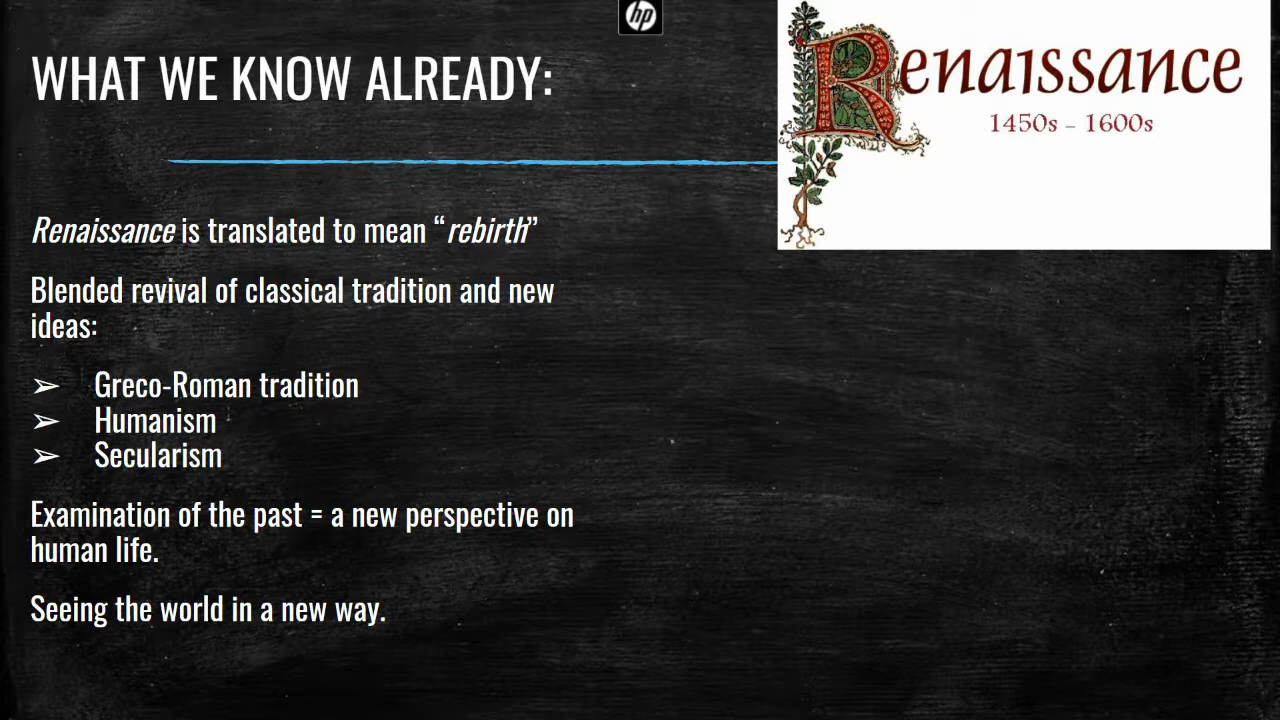 hp
WHAT WE KNOW ALREADY:
Renaissance
1450s - 1600s
Renaissance is translated to mean “rebirth”
Blended revival of classical tradition and new
ideas:
➢ Greco-Roman tradition
➢ Humanism
➢ Secularism
Examination of the past = a new perspective on
human life.
Seeing the world in a new way.